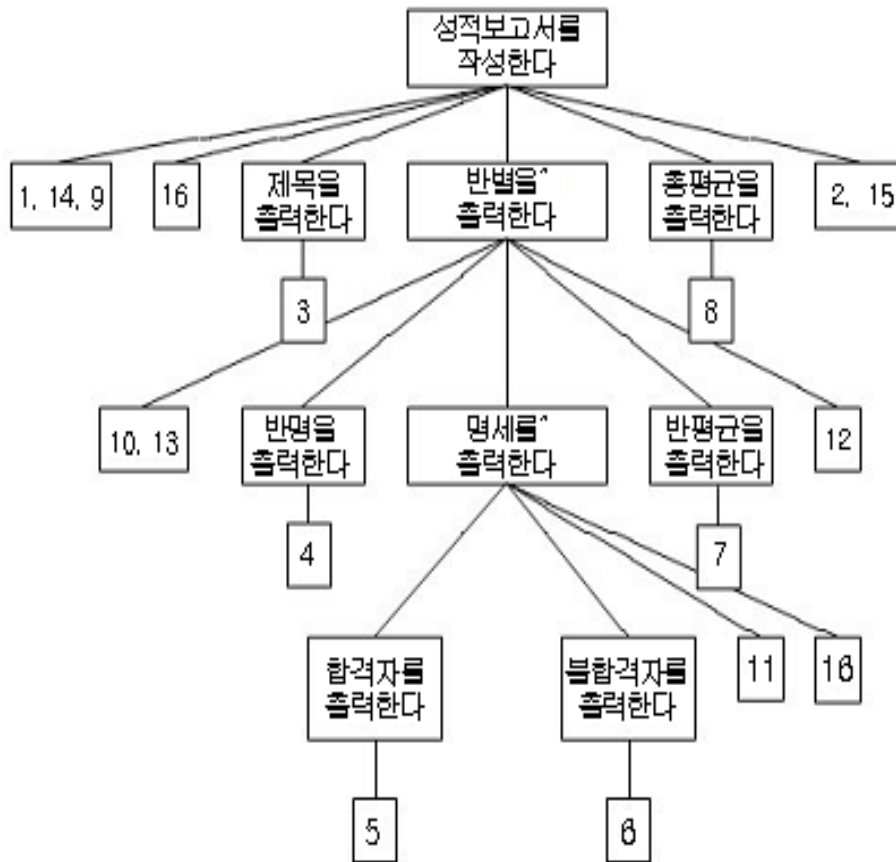 성적보고서를
작성한다
1, 14, 9
16
제목을
출력한다
반별을*
출력한다
총평균을
출력한다
2, 15
3
8
10, 13
반명을
출력한다
명세를*
출력한다
반평균을
출력한다
12
4
7
합격자를
출력한다
불합격자를
출력한다
11
16
5
6